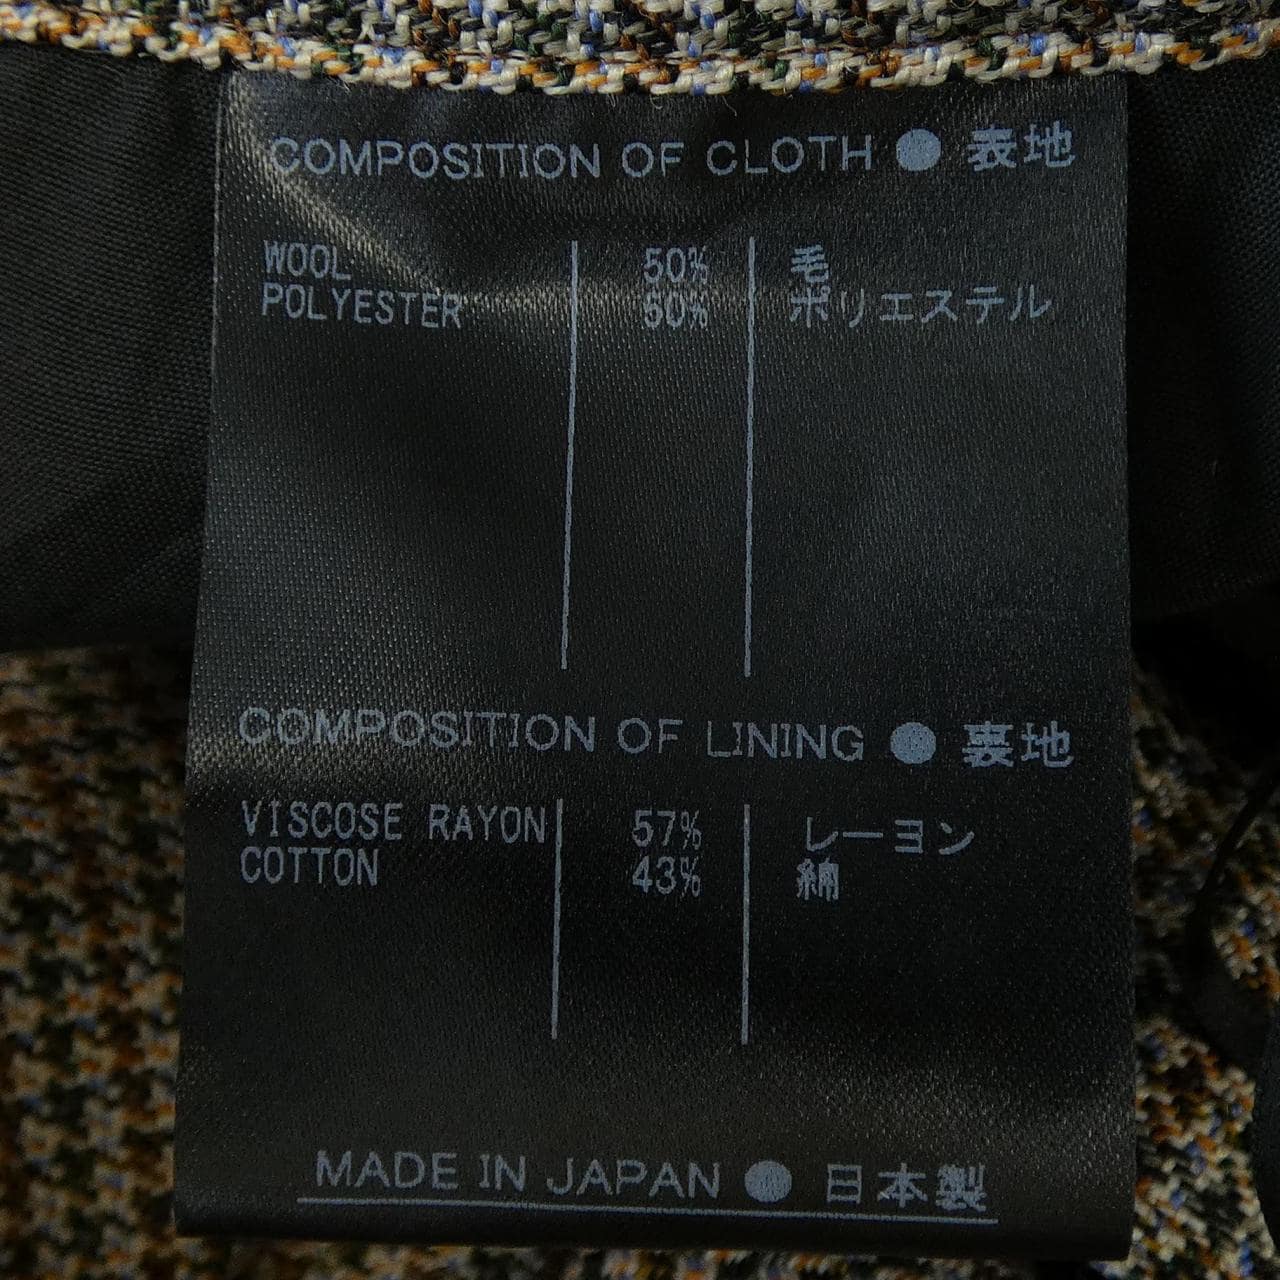 COMPOSITION OF CLOTH ● 表地
WOOL 50% 毛
POLYESTER 50% ポリエステル
COMPOSITION OF LINING ● 裏地
VISCOSE RAYON 57% レーヨン
COTTON 43% 綿
MADE IN JAPAN ● 日本製